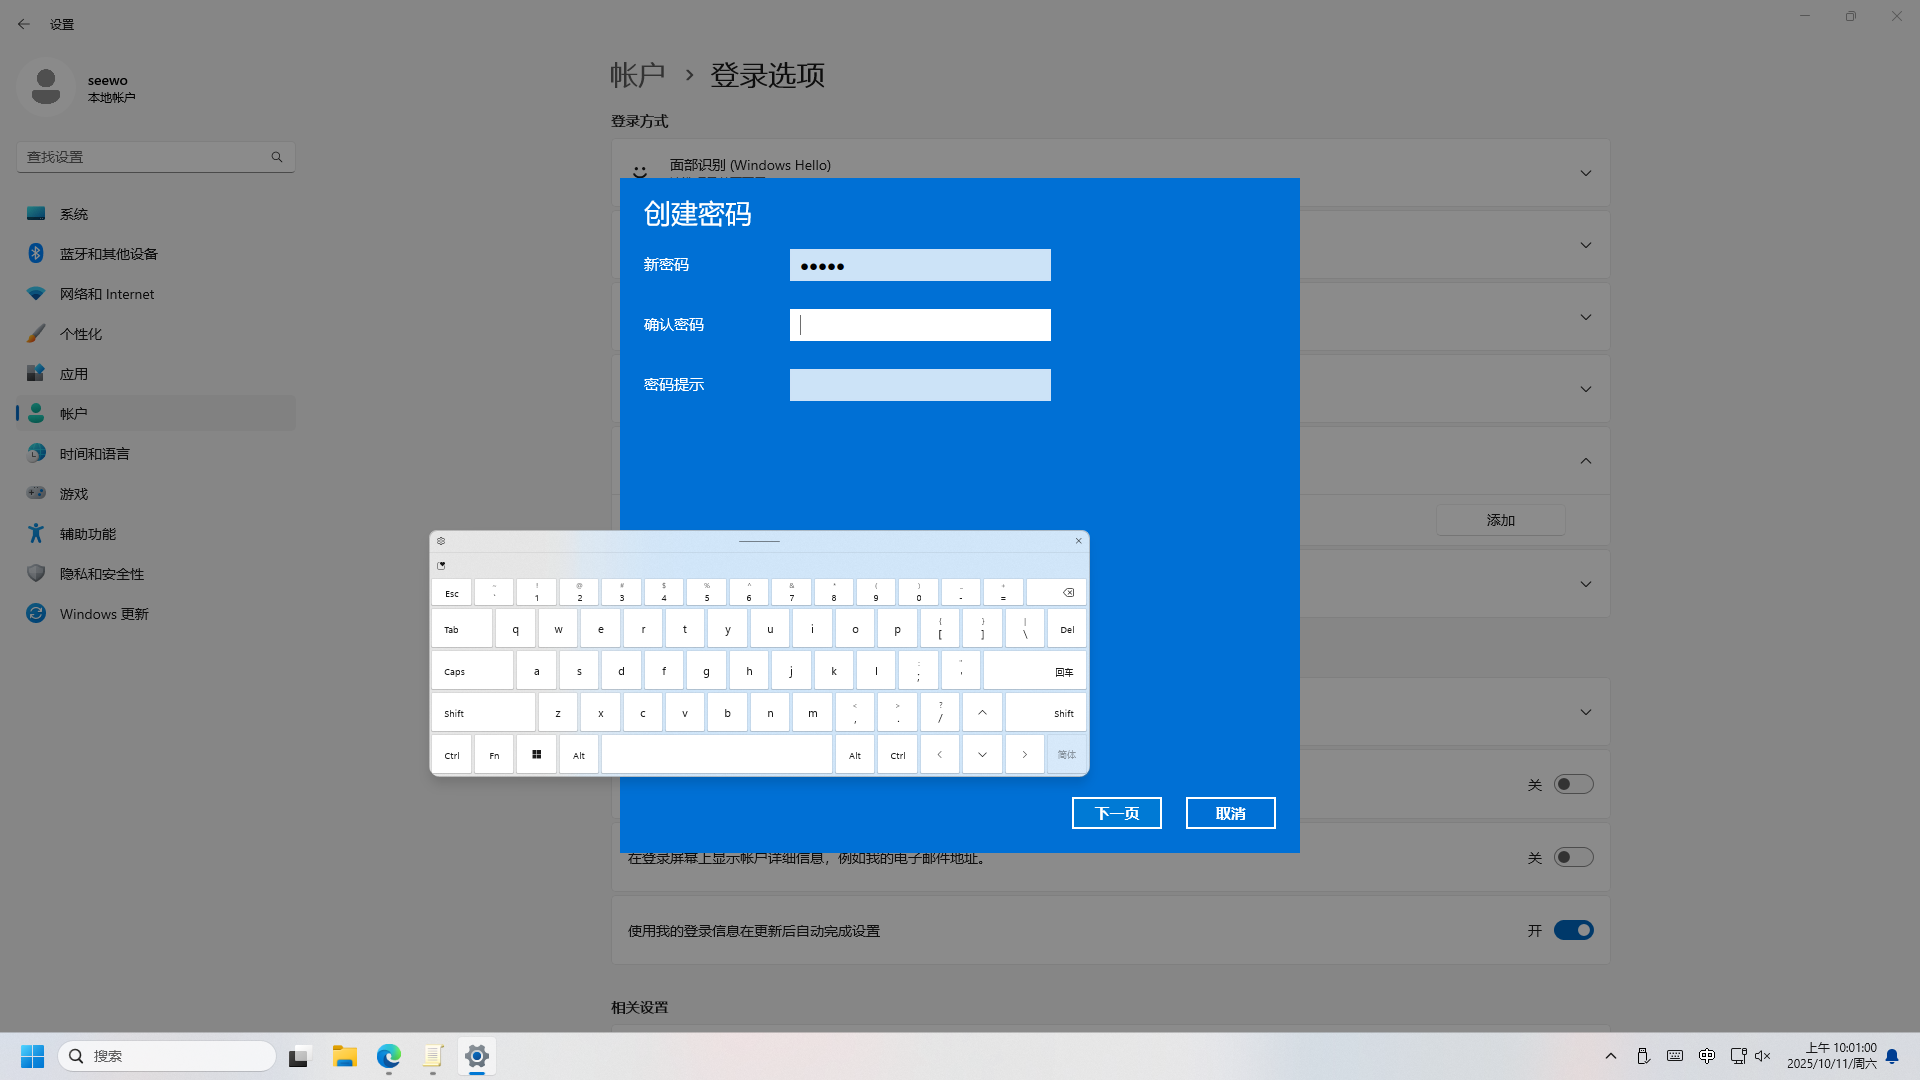 设置
seewo
本地帐户
查找设置
系统
蓝牙和其他设备
网络和 Internet
个性化
应用
帐户
时间和语言
游戏
辅助功能
隐私和安全性
Windows 更新
帐户 › 登录选项
登录方式
面部识别 (Windows Hello)
创建密码
新密码 ●●●●●
确认密码
密码提示
添加
Esc ~ ` ! 1 @ 2 # 3 $ 4 % 5 ^ 6 & 7 * 8 ( 9 ) 0 _ - + =
Tab q w e r t y u i o p { [ } ] | \ Del
Caps a s d f g h j k l : ; " ' 回车
Shift z x c v b n m < , > . ? / Shift
Ctrl Fn Alt Alt Ctrl 简体
下一页 取消
关
在登录屏幕上显示帐户详细信息，例如我的电子邮件地址。 关
使用我的登录信息在更新后自动完成设置 开
相关设置
搜索
上午 10:01:00
2025/10/11/周六